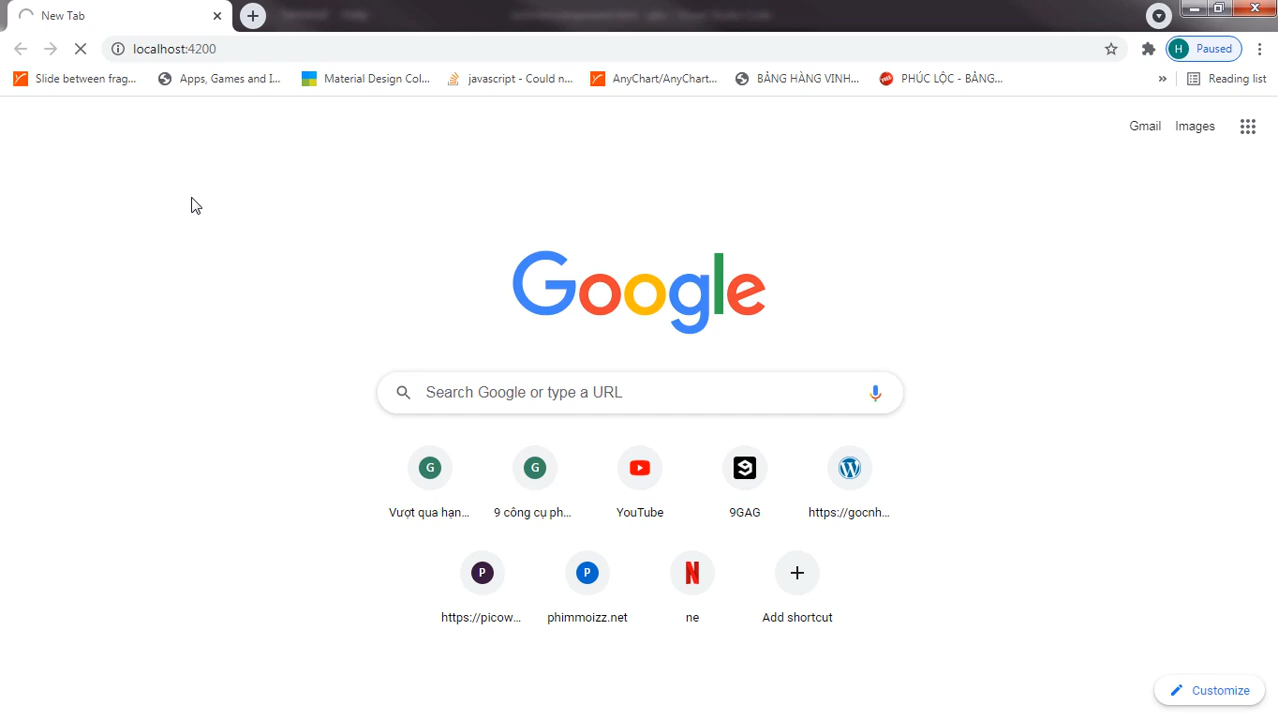 New Tab
localhost:4200
H Paused
Slide between frag...
Apps, Games and I...
Material Design Col...
javascript - Could n...
AnyChart/AnyChart...
BẢNG HÀNG VINH...
PHÚC LỘC - BẢNG...
»
Reading list
Gmail Images
Google
Search Google or type a URL
G G
Vượt qua hạn... 9 công cụ ph... YouTube 9GAG https://gocnh...
P P N
https://picow... phimmoizz.net ne Add shortcut
Customize